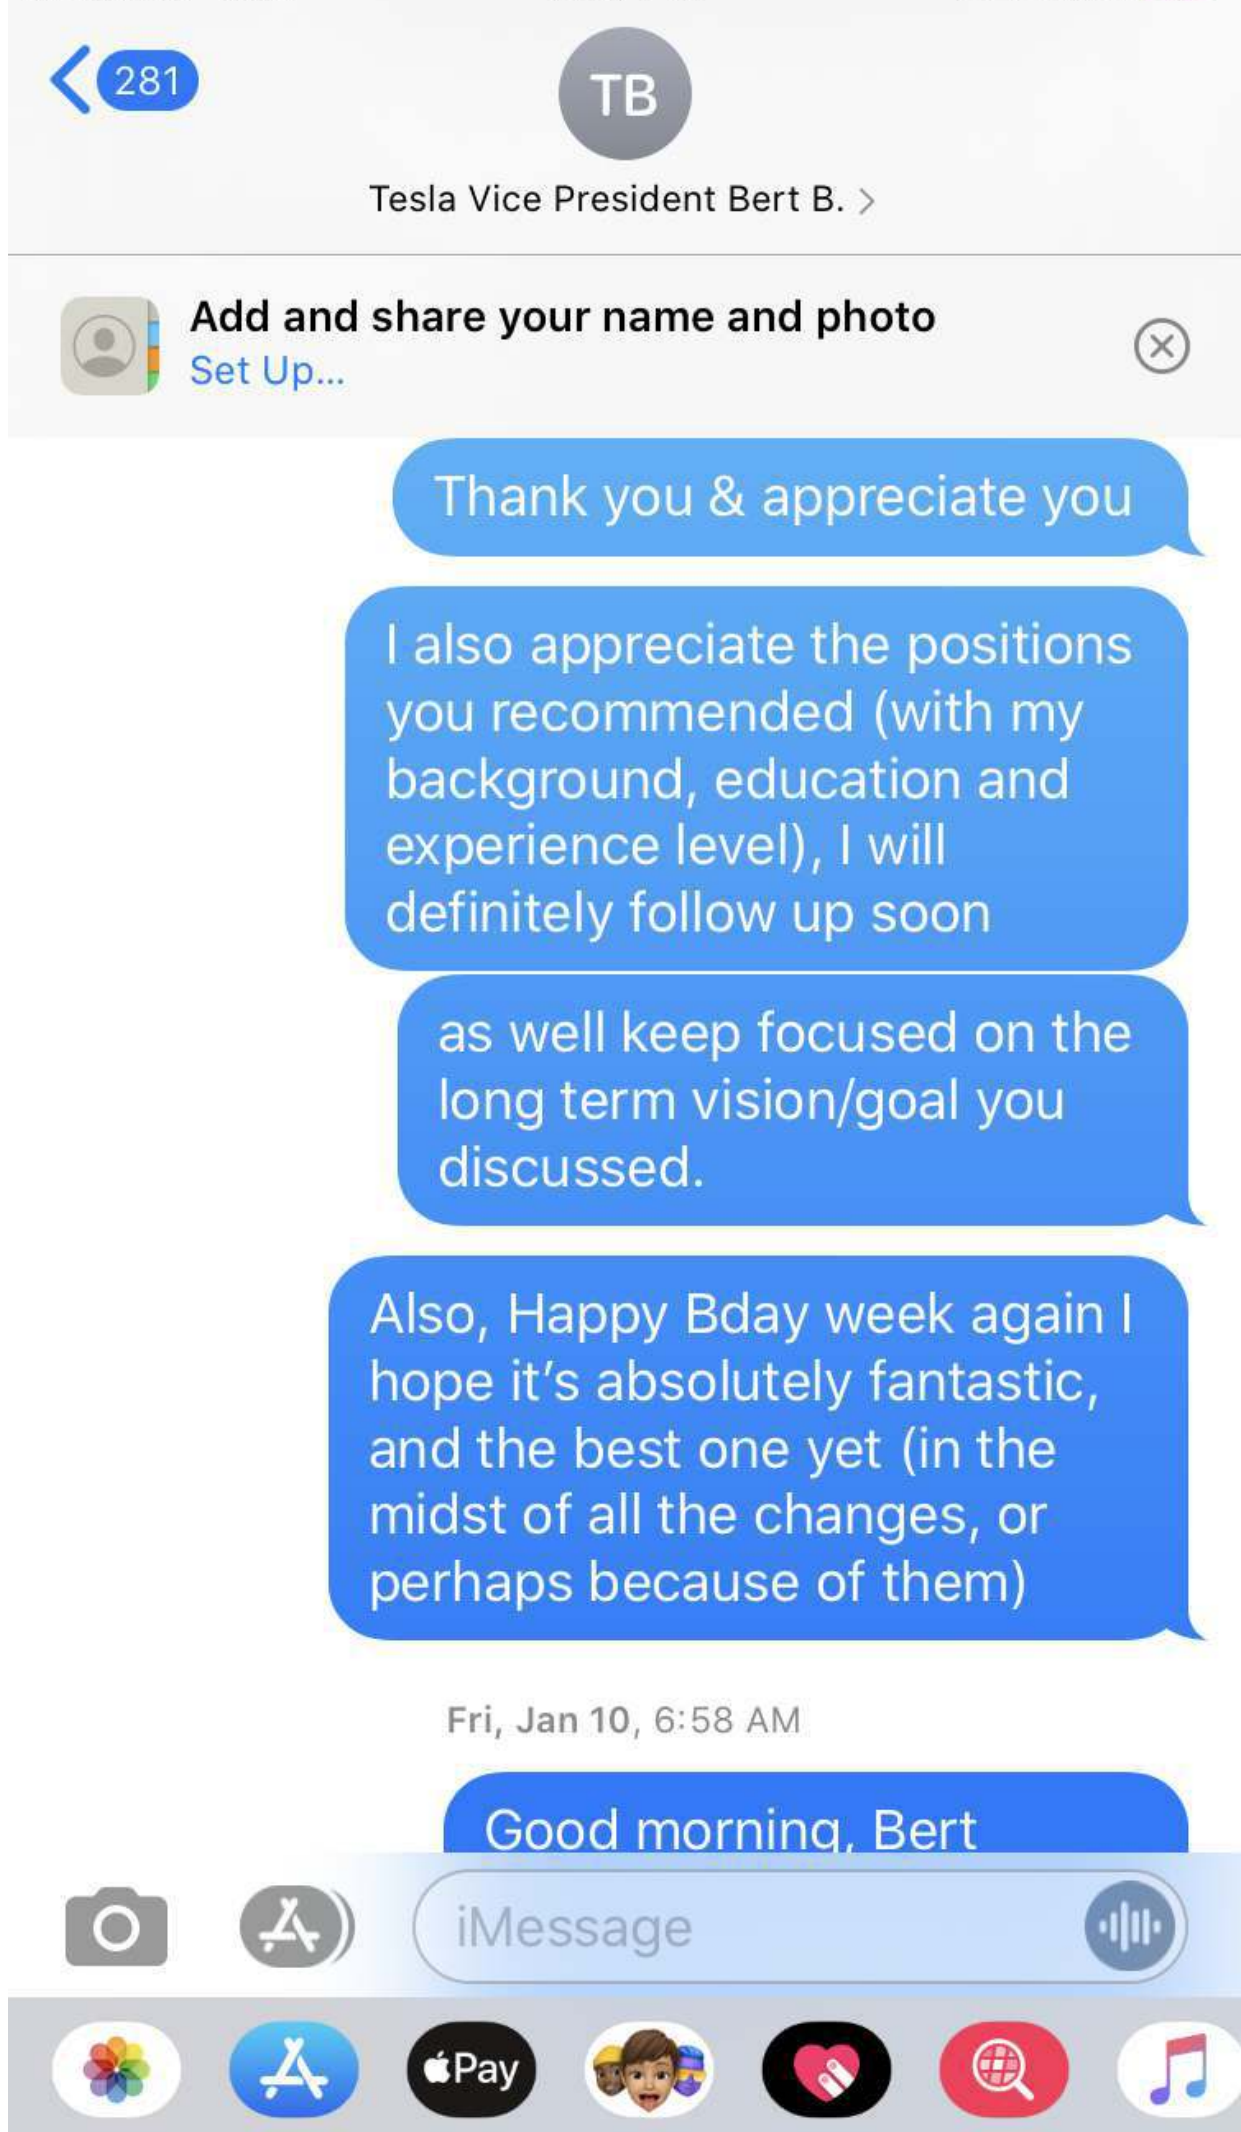 281
TB
Tesla Vice President Bert B. >
Add and share your name and photo
Set Up...
Thank you & appreciate you
I also appreciate the positions
you recommended (with my
background, education and
experience level), I will
definitely follow up soon
as well keep focused on the
long term vision/goal you
discussed.
Also, Happy Bday week again I
hope it's absolutely fantastic,
and the best one yet (in the
midst of all the changes, or
perhaps because of them)
Fri, Jan 10, 6:58 AM
Good morning, Bert
iMessage
Pay